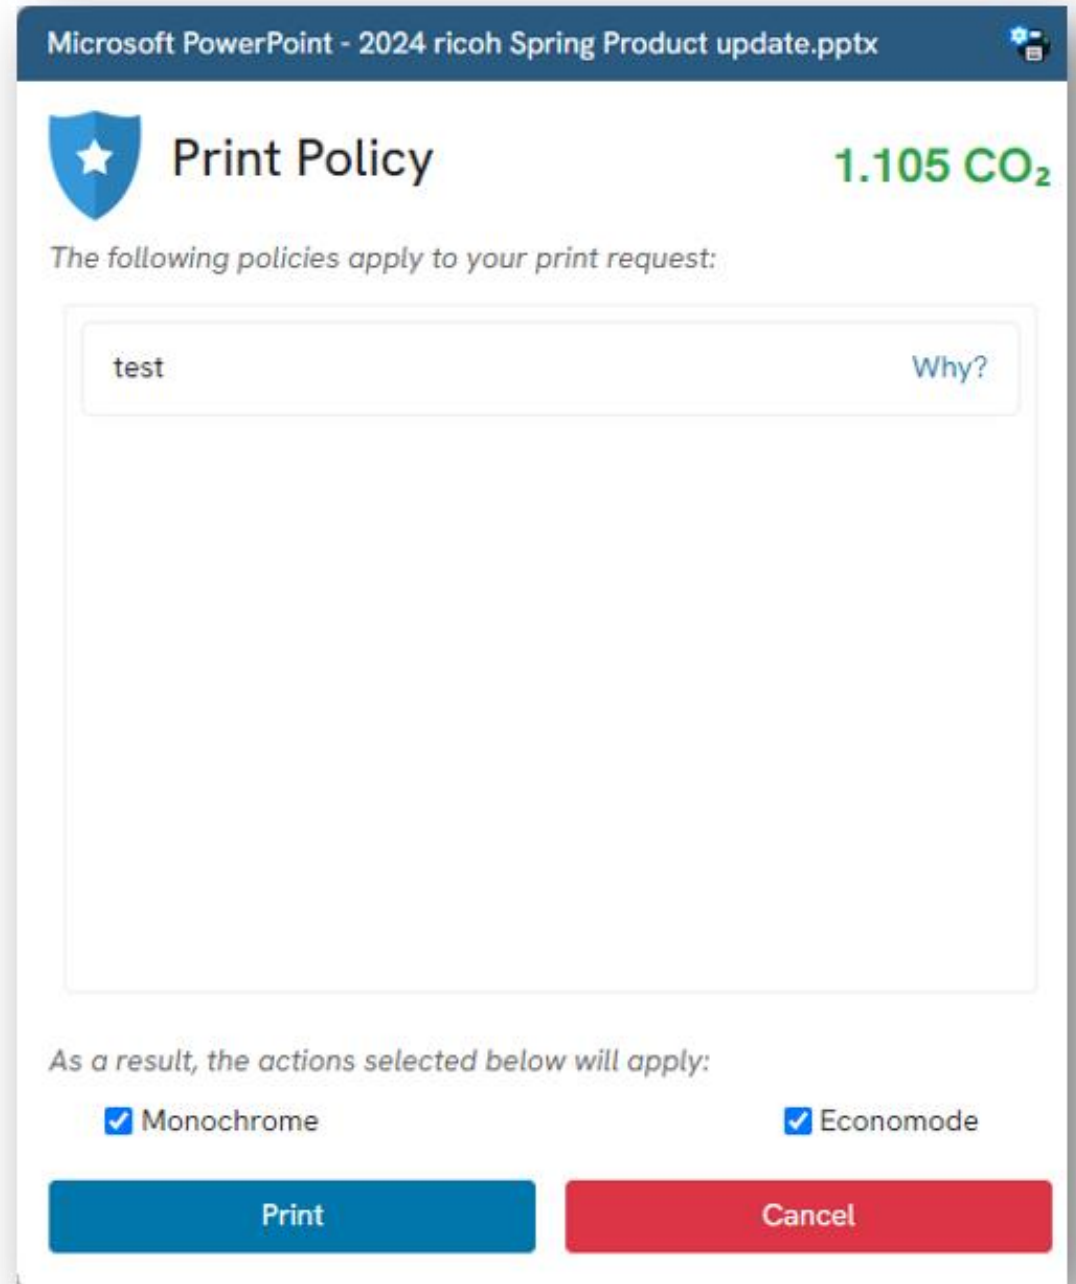 Microsoft PowerPoint - 2024 ricoh Spring Product update.pptx
Print Policy
1.105 CO₂
The following policies apply to your print request:
test
Why?
As a result, the actions selected below will apply:
Monochrome
Economode
Print
Cancel